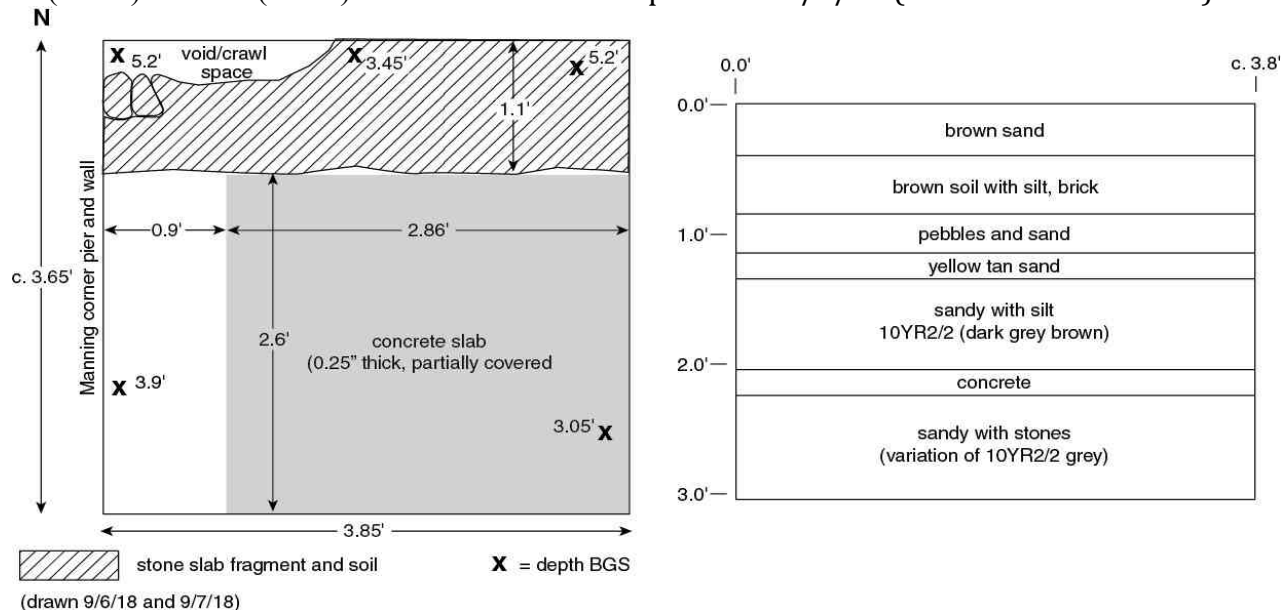 N
5.2'
void/crawl
space
3.45'
5.2'
1.1'
Manning corner pier and wall
c. 3.65'
0.9'
2.86'
2.6'
concrete slab
(0.25” thick, partially covered
3.9'
3.05'
3.85'
stone slab fragment and soil
X = depth BGS
(drawn 9/6/18 and 9/7/18)
0.0'
c. 3.8'
0.0'
brown sand
brown soil with silt, brick
1.0'
pebbles and sand
yellow tan sand
sandy with silt
10YR2/2 (dark grey brown)
2.0'
concrete
sandy with stones
(variation of 10YR2/2 grey)
3.0'